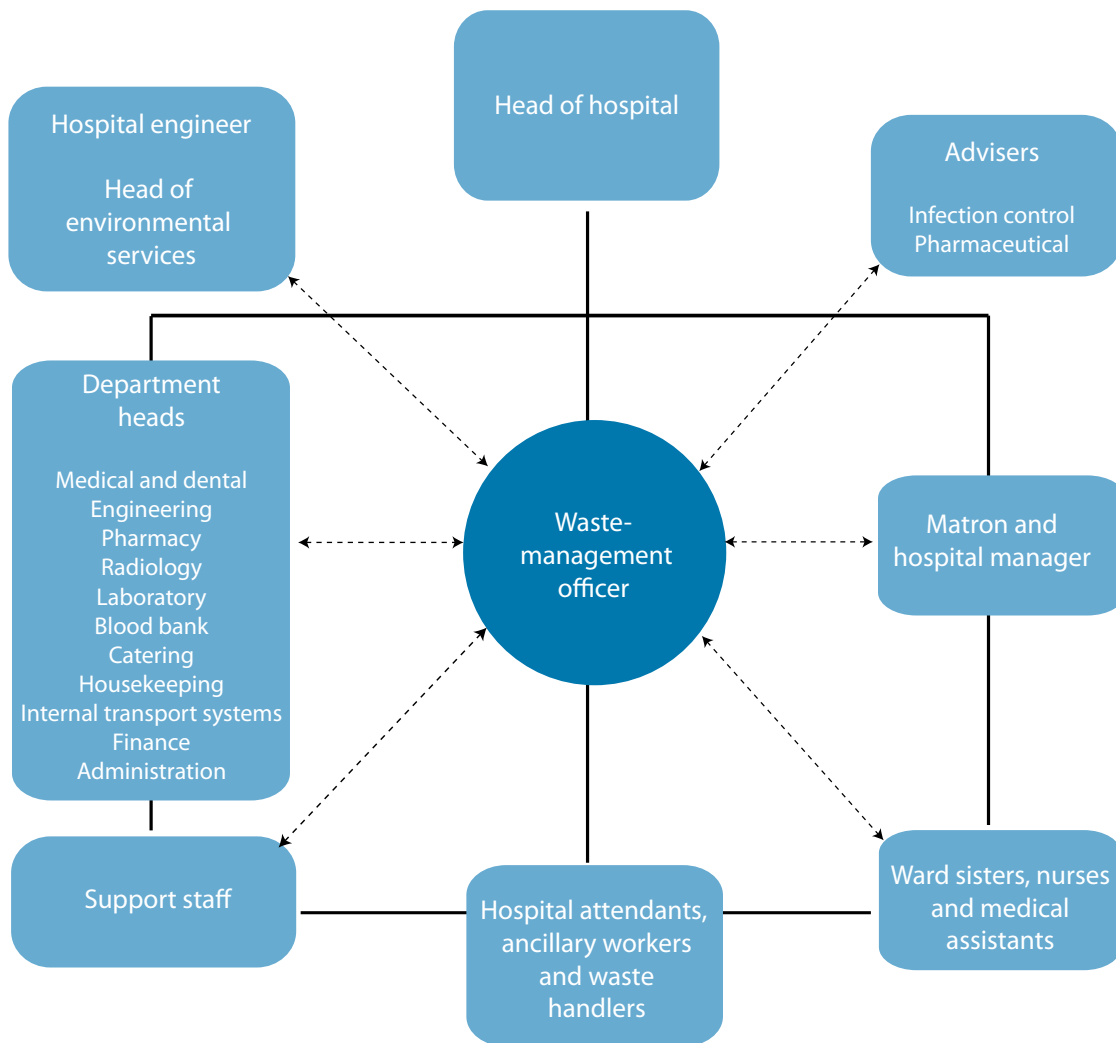 Head of hospital
Hospital engineer
Head of
environmental
services
Advisers
Infection control
Pharmaceutical
Department
heads
Medical and dental
Engineering
Pharmacy
Radiology
Laboratory
Blood bank
Catering
Housekeeping
Internal transport systems
Finance
Administration
Waste-
management
officer
Matron and
hospital manager
Support staff
Hospital attendants,
ancillary workers
and waste
handlers
Ward sisters, nurses
and medical
assistants